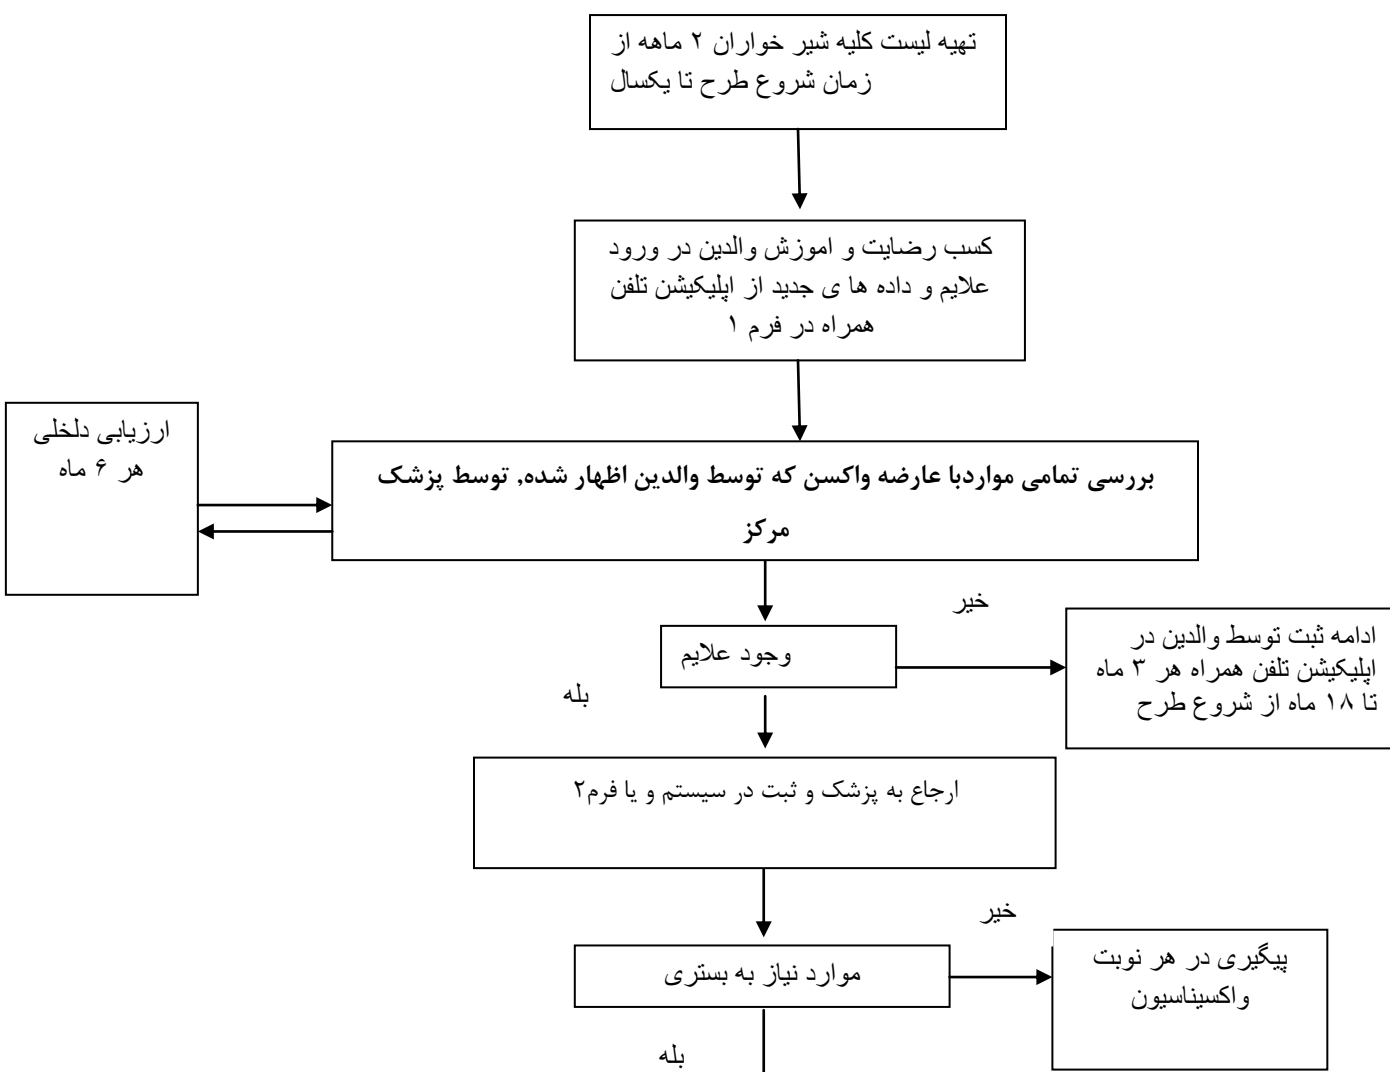 تهیه لیست کلیه شیر خواران ۲ ماهه از
زمان شروع طرح تا یکسال
کسب رضایت و اموزش والدین در ورود
علایم و داده ها ی جدید از اپلیکیشن تلفن
همراه در فرم ۱
ارزیابی دلخلی
هر ۶ ماه
بررسی تمامی مواردبا عارضه واکسن که توسط والدین اظهار شده, توسط پزشک
مرکز
خیر
وجود علایم
ادامه ثبت توسط والدین در
اپلیکیشن تلفن همراه هر ۳ ماه
تا ۱۸ ماه از شروع طرح
بله
ارجاع به پزشک و ثبت در سیستم و یا فرم۲
خیر
موارد نیاز به بستری
پیگیری در هر نوبت
واکسیناسیون
بله